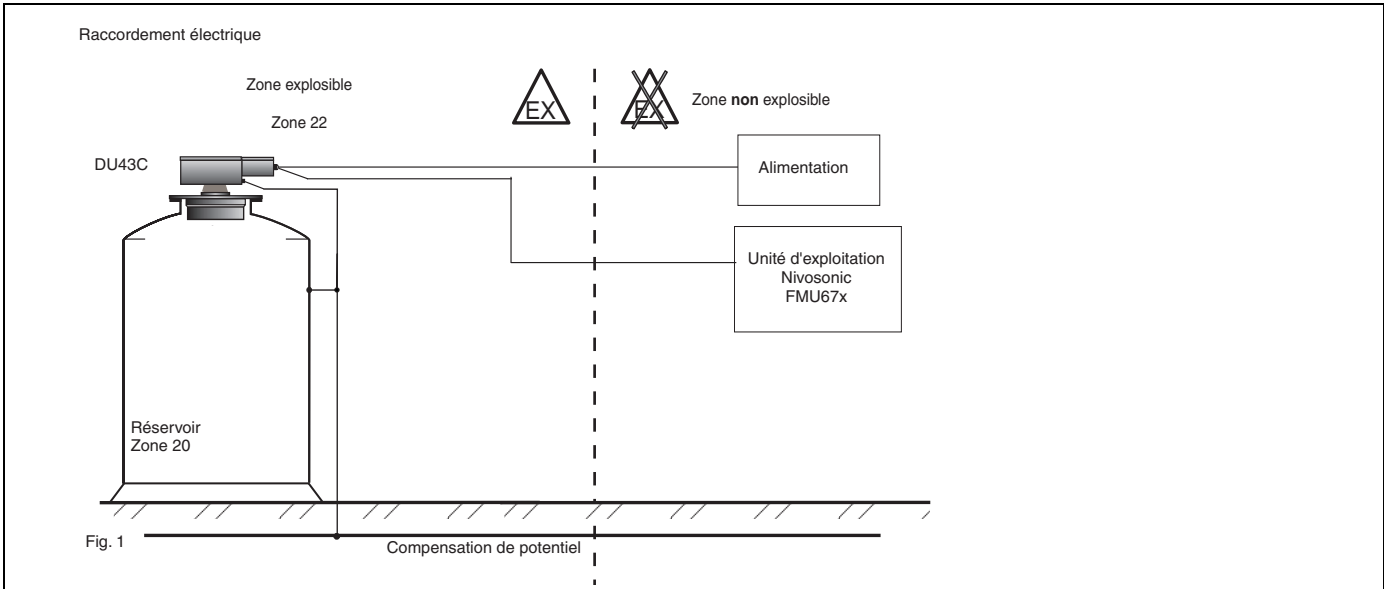 Raccordement électrique
Zone explosible
EX
EX
Zone non explosible
Zone 22
DU43C
Alimentation
Unité d'exploitation
Nivosonic
FMU67x
Réservoir
Zone 20
Fig. 1
Compensation de potentiel